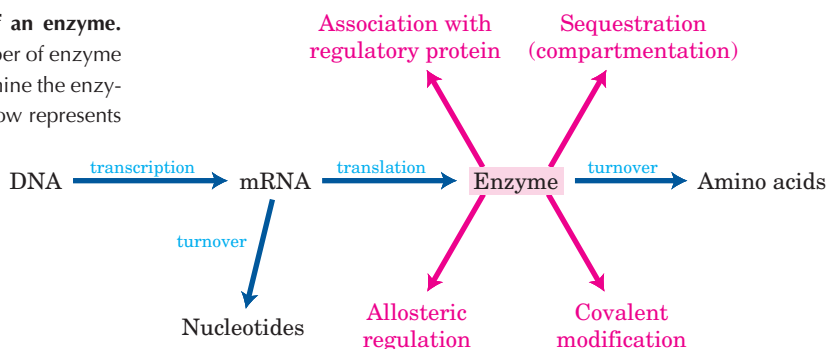 f an enzyme.
ber of enzyme
nine the enzy-
ow represents
Association with
regulatory protein
Sequestration
(compartmentation)
DNA
transcription
mRNA
translation
Enzyme
turnover
Amino acids
turnover
Nucleotides
Allosteric
regulation
Covalent
modification